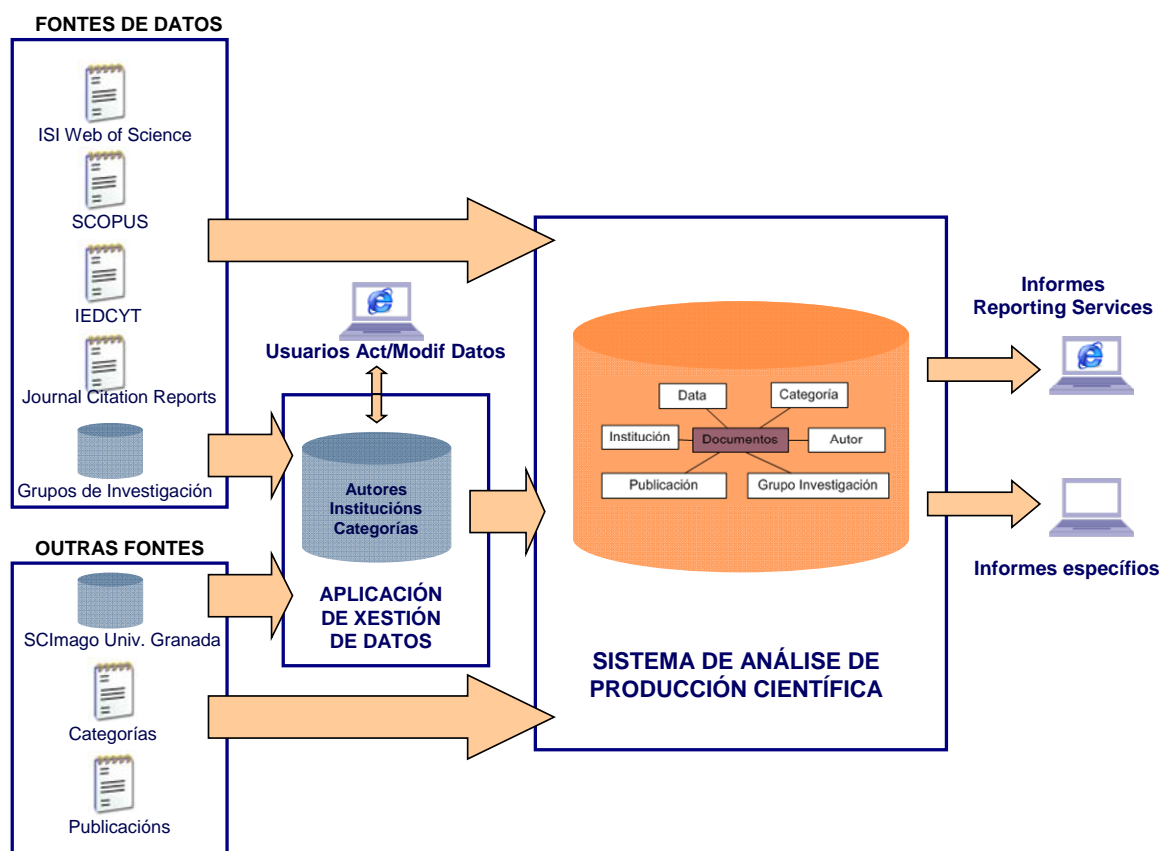 FONTES DE DATOS
ISI Web of Science
SCOPUS
IEDCYT
Journal Citation Reports
Grupos de Investigación
OUTRAS FONTES
SCImago Univ. Granada
Categorías
Publicacións
Usuarios Act/Modif Datos
Autores
Institucións
Categorías
APLICACIÓN
DE XESTIÓN
DE DATOS
Data
Categoría
Institución
Documentos
Autor
Publicación
Grupo Investigación
SISTEMA DE ANÁLISE DE
PRODUCCIÓN CIENTÍFICA
Informes
Reporting Services
Informes específios